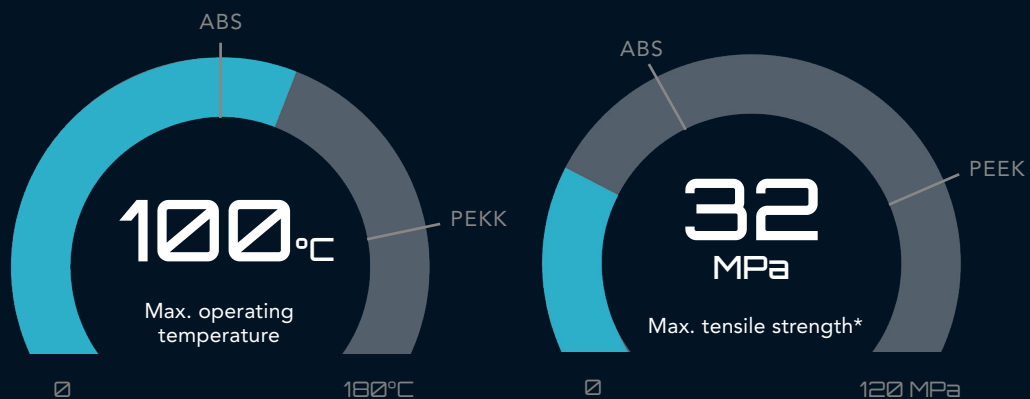 ABS
PEKK
100°C
Max. operating
temperature
0
180°C
ABS
PEEK
32
MPa
Max. tensile strength*
0
120 MPa